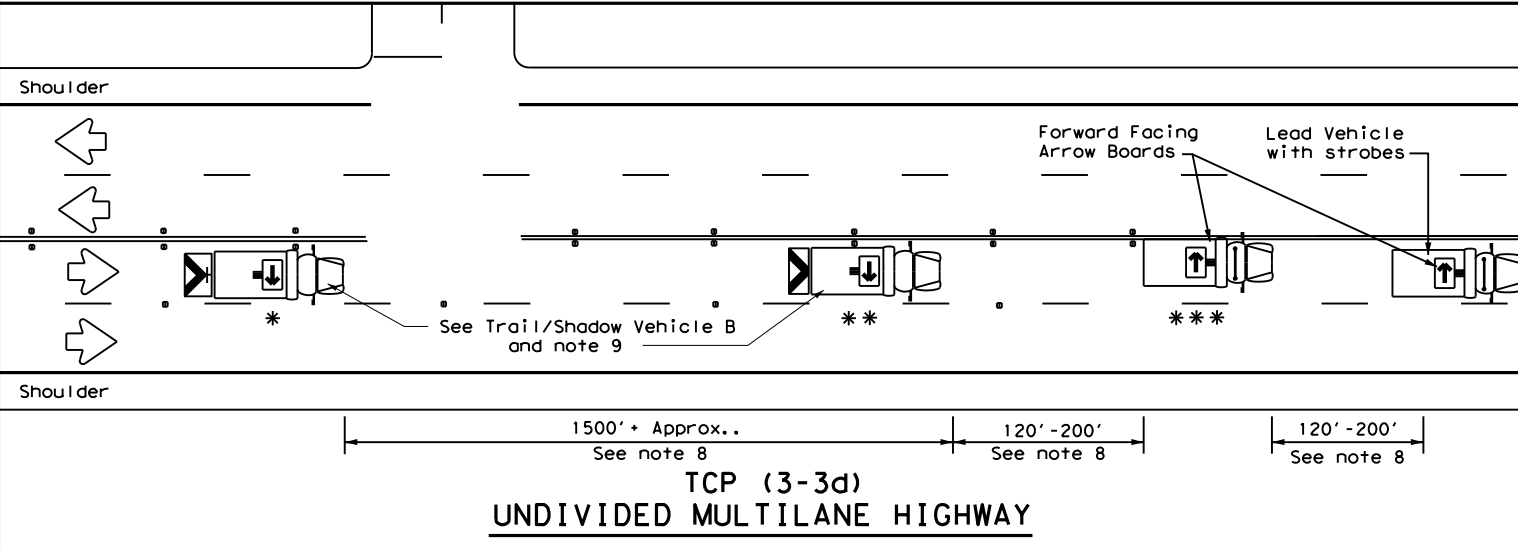 Shoulder
Forward Facing
Arrow Boards
Lead Vehicle
with strobes
*
**
***
See Trail/Shadow Vehicle B
and note 9
Shoulder
1500'+ Approx..
See note 8
120'-200'
See note 8
120'-200'
See note 8
TCP (3-3d)
UNDIVIDED MULTILANE HIGHWAY